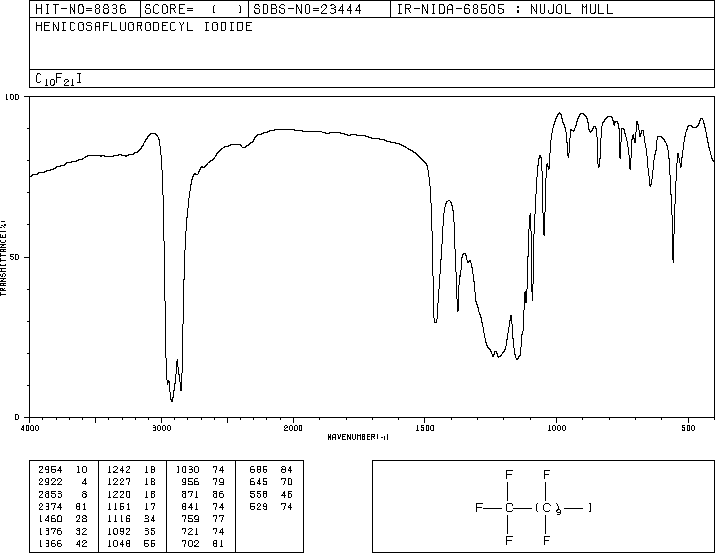 HIT-NO=8836 SCORE= ( ) SDBS-NO=23444 IR-NIDA-68505 : NUJOL MULL
HENICOSAFLUORODECYL IODIDE
C10F21I
100
50
0
TRANSMITTANCE(%)
4000 3000 2000 1500 1000 500
WAVENUMBER(-1)
2954 10 1242 18 1030 74 686 84
2922 4 1227 18 956 79 645 70
2853 8 1220 18 871 86 558 46
2374 81 1151 17 841 74 529 74
1460 28 1116 34 759 77
1376 32 1092 35 721 74
1366 42 1048 55 702 81
F F
F C (C )9 I
F F